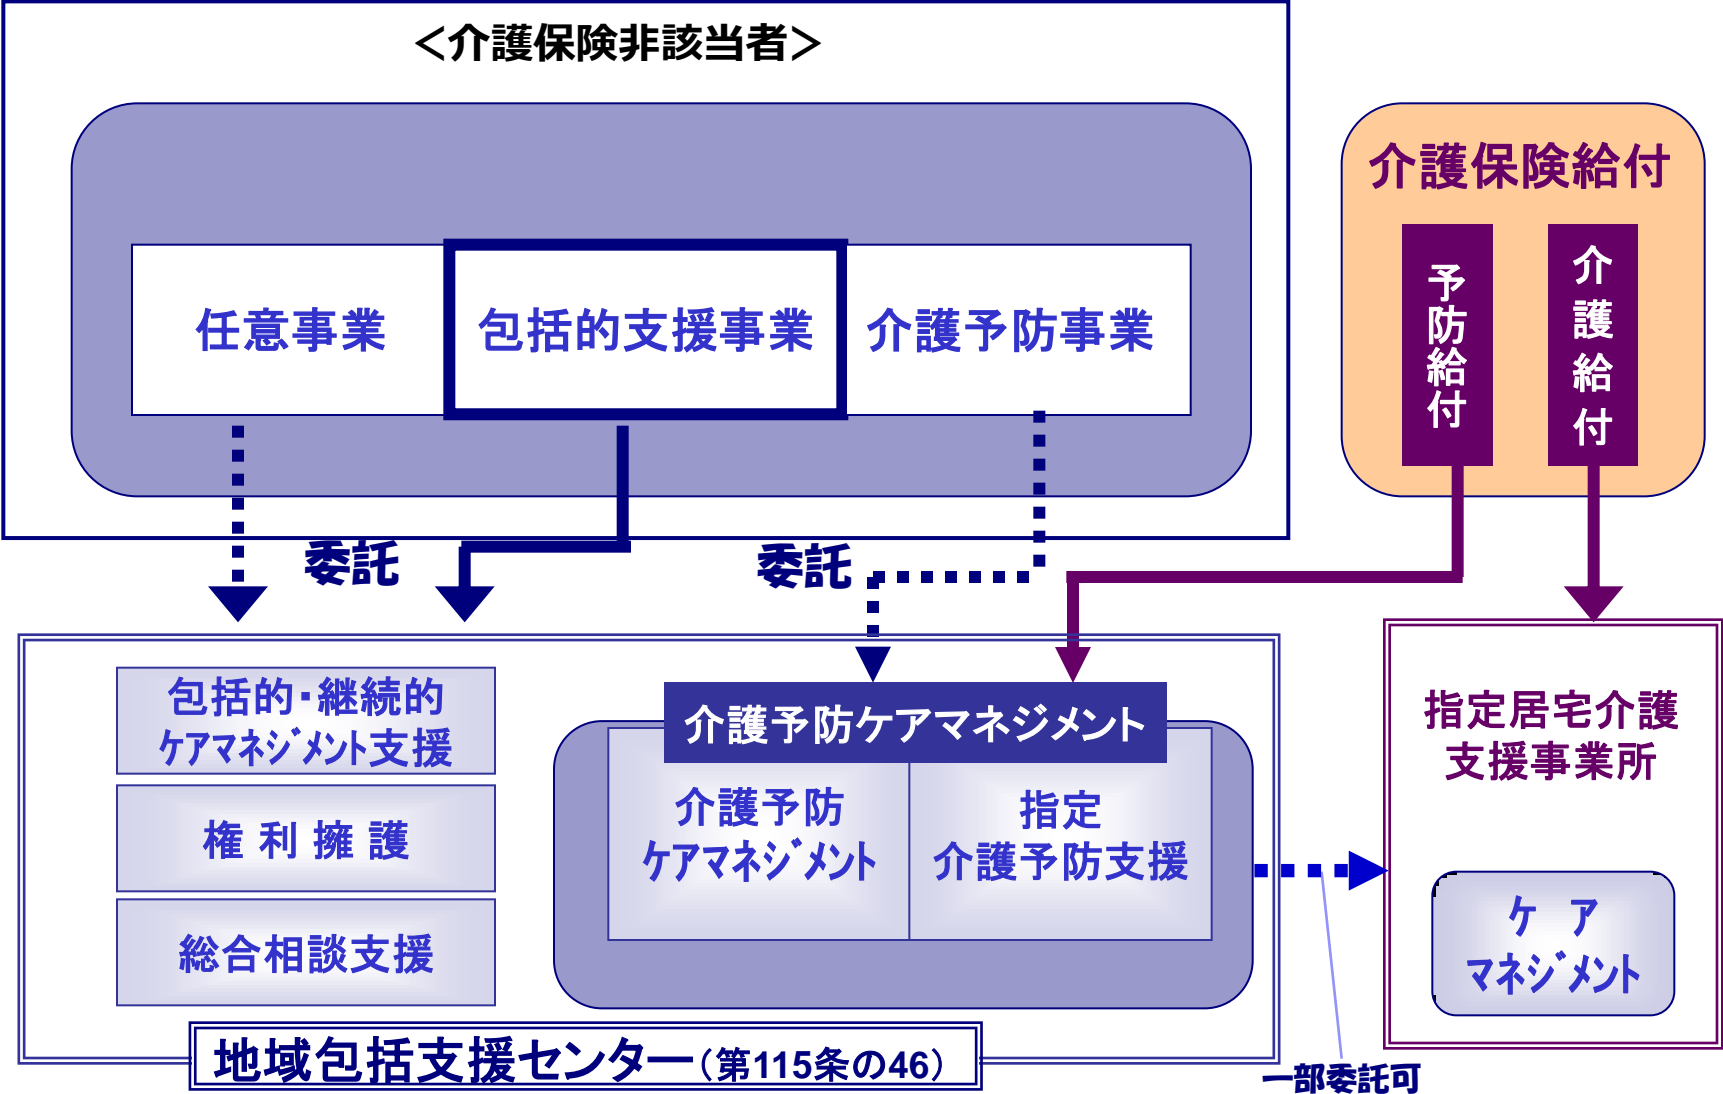 ＜介護保険非該当者＞
介護保険給付
任意事業
包括的支援事業
介護予防事業
予防給付
介護給付
委託
委託
包括的・継続的
ｹｱﾏﾈｼﾞﾒﾝﾄ支援
権利擁護
総合相談支援
介護予防ケアマネジメント
介護予防
ｹｱﾏﾈｼﾞﾒﾝﾄ
指定
介護予防支援
指定居宅介護
支援事業所
ｹ ｱ
ﾏﾈｼﾞﾒﾝﾄ
地域包括支援センター（第115条の46）
一部委託可